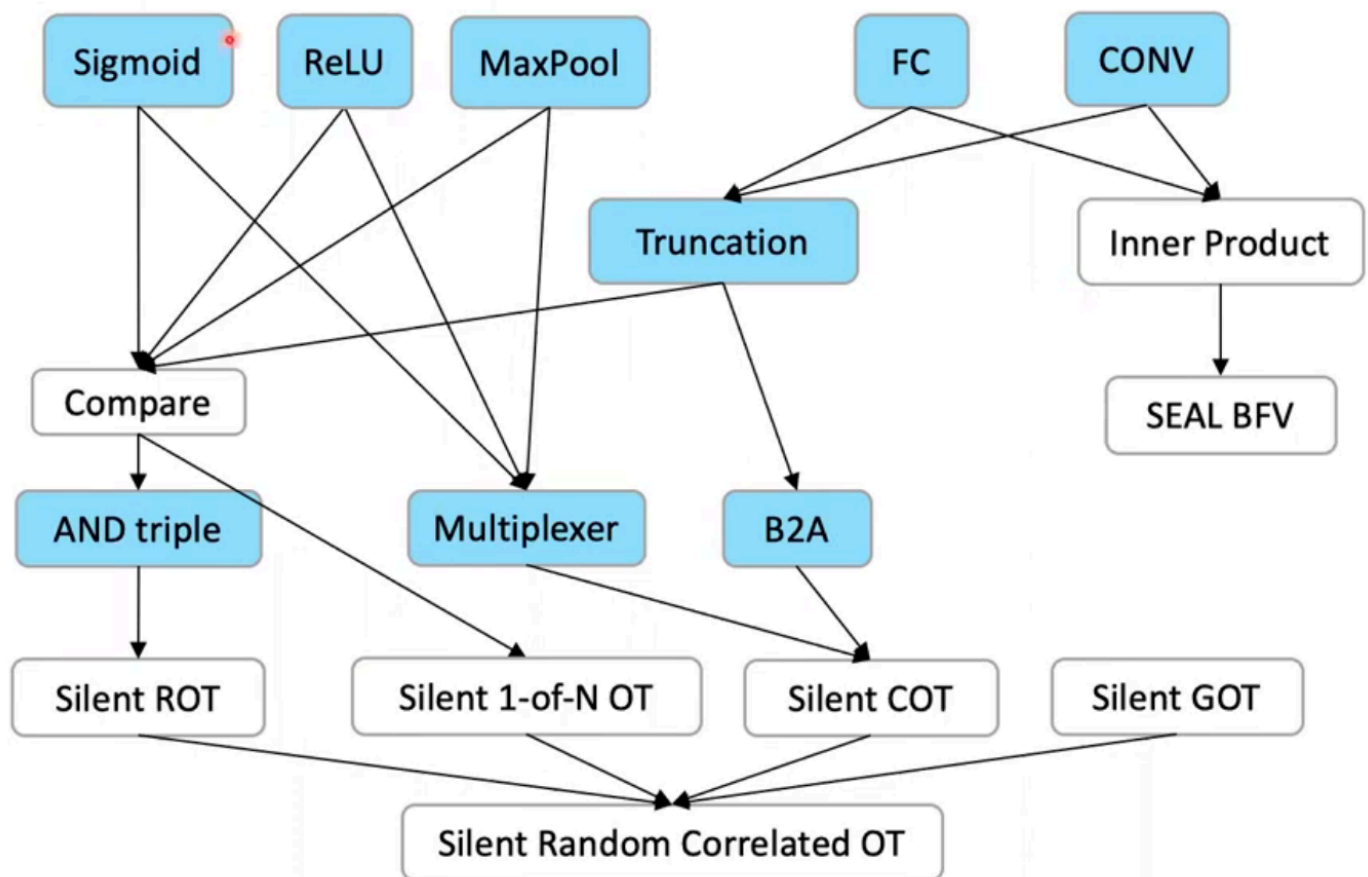 Sigmoid
ReLU
MaxPool
FC
CONV
Truncation
Inner Product
Compare
SEAL BFV
AND triple
Multiplexer
B2A
Silent ROT
Silent 1-of-N OT
Silent COT
Silent GOT
Silent Random Correlated OT